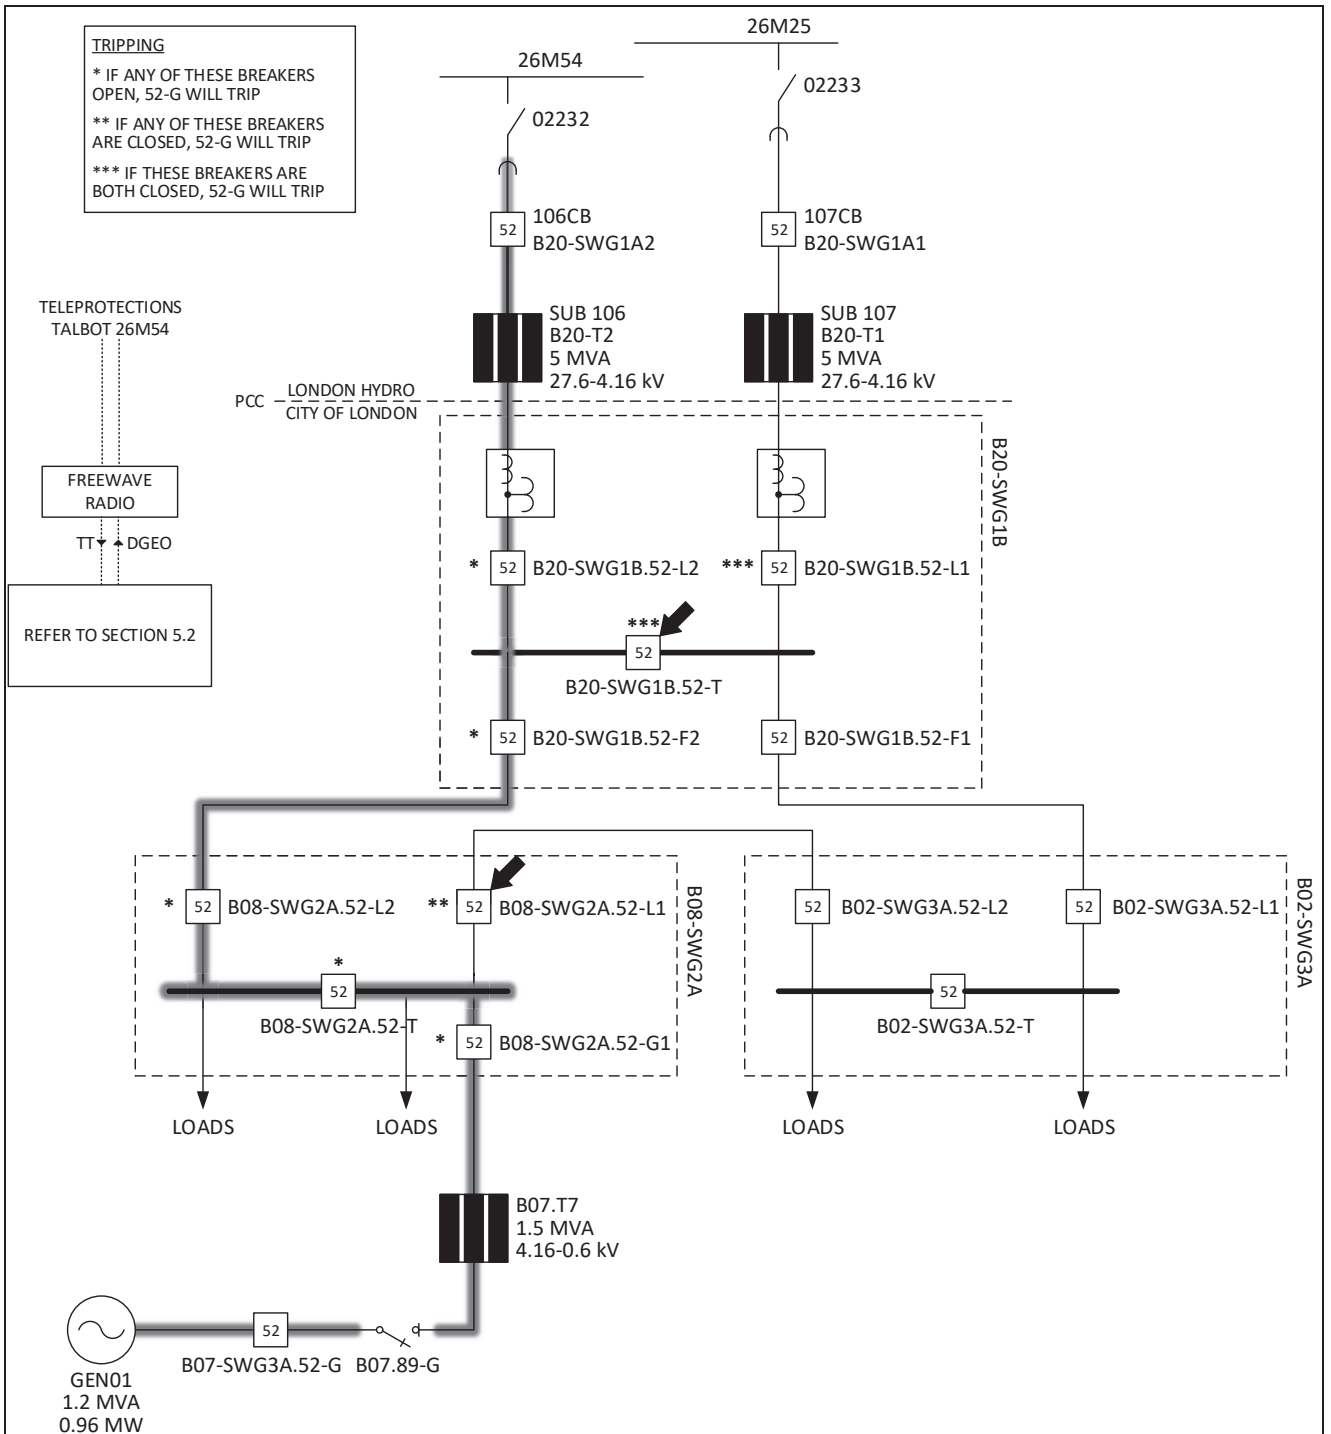 TRIPPING
* IF ANY OF THESE BREAKERS
OPEN, 52-G WILL TRIP
** IF ANY OF THESE BREAKERS
ARE CLOSED, 52-G WILL TRIP
*** IF THESE BREAKERS ARE
BOTH CLOSED, 52-G WILL TRIP
26M25
26M54
02233
02232
52
106CB
B20-SWG1A2
52
107CB
B20-SWG1A1
TELEPROTECTIONS
TALBOT 26M54
SUB 106
B20-T2
5 MVA
27.6-4.16 kV
SUB 107
B20-T1
5 MVA
27.6-4.16 kV
PCC
LONDON HYDRO
CITY OF LONDON
B20-SWG1B
FREEWAVE
RADIO
TT
DGEO
REFER TO SECTION 5.2
* 52 B20-SWG1B.52-L2
*** 52 B20-SWG1B.52-L1
***
52
B20-SWG1B.52-T
* 52 B20-SWG1B.52-F2
52 B20-SWG1B.52-F1
* 52 B08-SWG2A.52-L2
** 52 B08-SWG2A.52-L1
B08-SWG2A
52 B02-SWG3A.52-L2
52 B02-SWG3A.52-L1
B02-SWG3A
*
52
B08-SWG2A.52-T
52
B02-SWG3A.52-T
* 52 B08-SWG2A.52-G1
LOADS
LOADS
LOADS
LOADS
B07.T7
1.5 MVA
4.16-0.6 kV
52
B07-SWG3A.52-G
B07.89-G
GEN01
1.2 MVA
0.96 MW